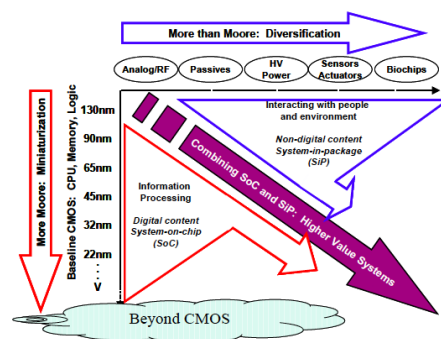 More than Moore: Diversification
Analog/RF
Passives
HV
Power
Sensors
Actuators
Biochips
More Moore: Miniaturization
Baseline CMOS: CPU, Memory, Logic
130nm
90nm
65nm
45nm
32nm
22nm
Interacting with people
and environment
Non-digital content
System-in-package
(SiP)
Combining SoC and SiP: Higher Value Systems
Information
Processing
Digital content
System-on-chip
(SoC)
Beyond CMOS